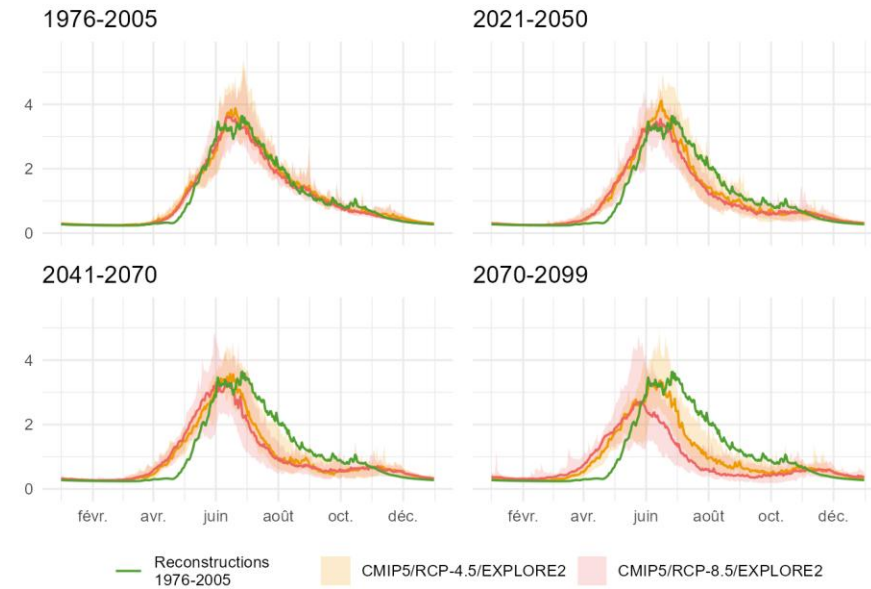 1976-2005
2021-2050
4
2
0
2041-2070
2070-2099
4
2
0
févr.
avr.
juin
août
oct.
déc.
févr.
avr.
juin
août
oct.
déc.
Reconstructions
1976-2005
CMIP5/RCP-4.5/EXPLORE2
CMIP5/RCP-8.5/EXPLORE2